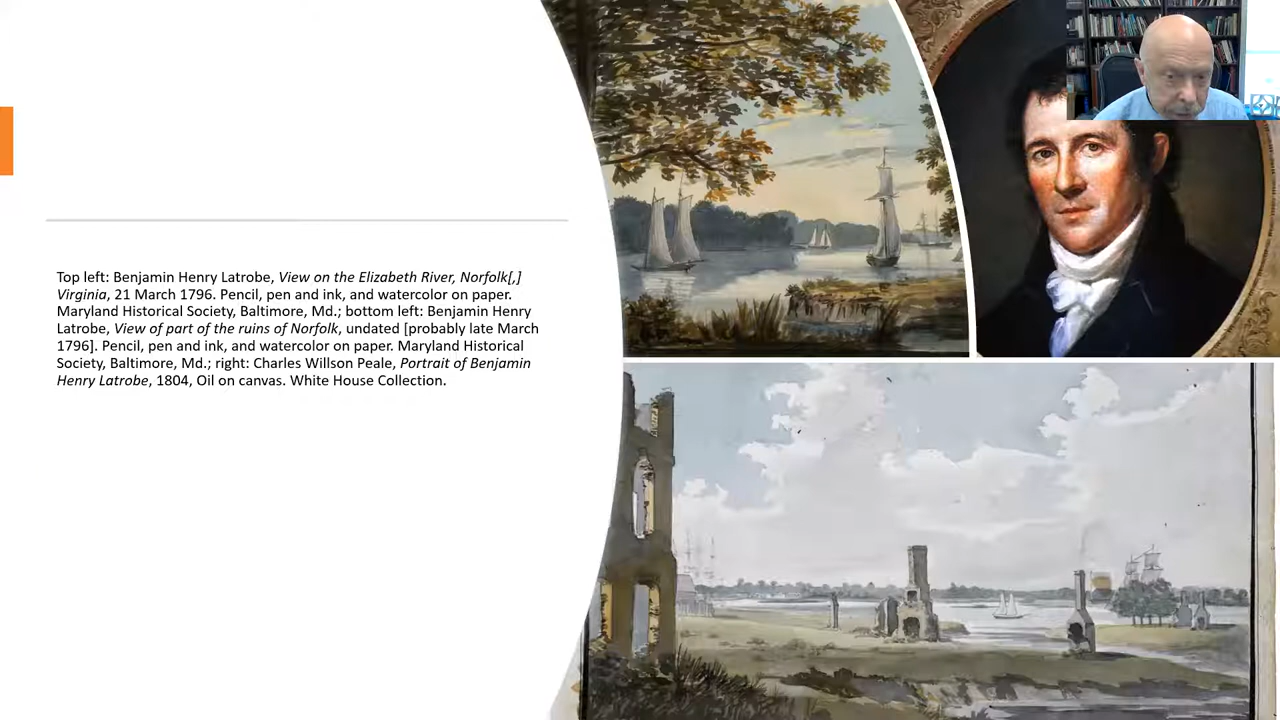 Top left: Benjamin Henry Latrobe, View on the Elizabeth River, Norfolk[,]
Virginia, 21 March 1796. Pencil, pen and ink, and watercolor on paper.
Maryland Historical Society, Baltimore, Md.; bottom left: Benjamin Henry
Latrobe, View of part of the ruins of Norfolk, undated [probably late March
1796]. Pencil, pen and ink, and watercolor on paper. Maryland Historical
Society, Baltimore, Md.; right: Charles Willson Peale, Portrait of Benjamin
Henry Latrobe, 1804, Oil on canvas. White House Collection.